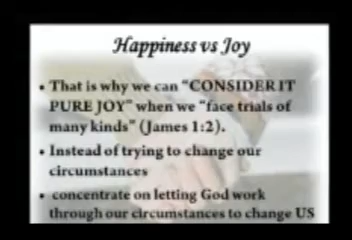 Happiness vs Joy
• That is why we can "CONSIDER IT
PURE JOY" when we "face trials of
many kinds" (James 1:2).
• Instead of trying to change our
circumstances
• concentrate on letting God work
through our circumstances to change US